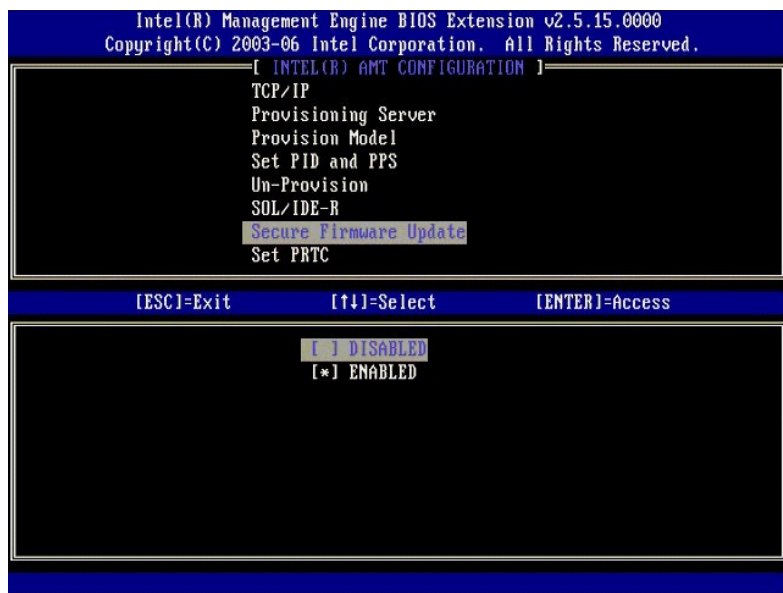 Intel(R) Management Engine BIOS Extension v2.5.15.0000
Copyright(C) 2003-06 Intel Corporation. All Rights Reserved.
[ INTEL(R) AMT CONFIGURATION ]
TCP/IP
Provisioning Server
Provision Model
Set PID and PPS
Un-Provision
SOL/IDE-R
Secure Firmware Update
Set PRTC
[ESC]=Exit [↑↓]=Select [ENTER]=Access
[ ] DISABLED
[*] ENABLED